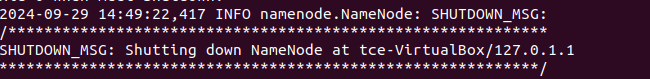 2024-09-29 14:49:22,417 INFO namenode.NameNode: SHUTDOWN_MSG:
/************************************************************
SHUTDOWN_MSG: Shutting down NameNode at tce-VirtualBox/127.0.1.1
************************************************************/